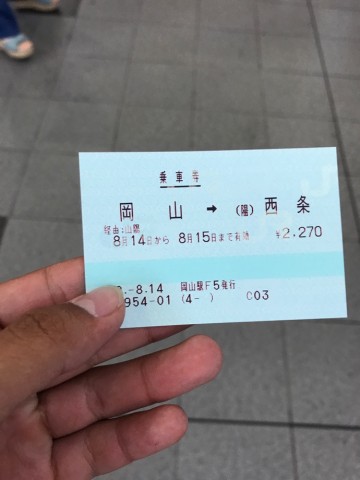 乗車券
岡山 → (陽)西条
経由:山陽
8月14日から 8月15日まで有効 ¥2,270
.-8.14 岡山駅F5発行
954-01 (4- ) C03